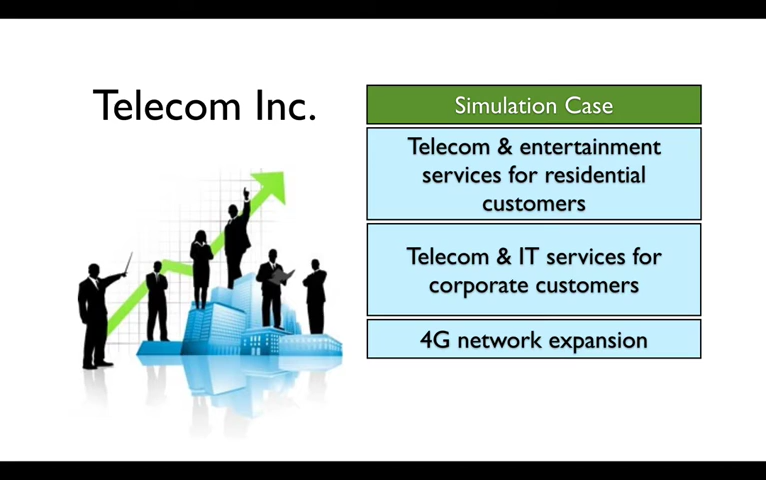 Telecom Inc.
Simulation Case
Telecom & entertainment
services for residential
customers
Telecom & IT services for
corporate customers
4G network expansion